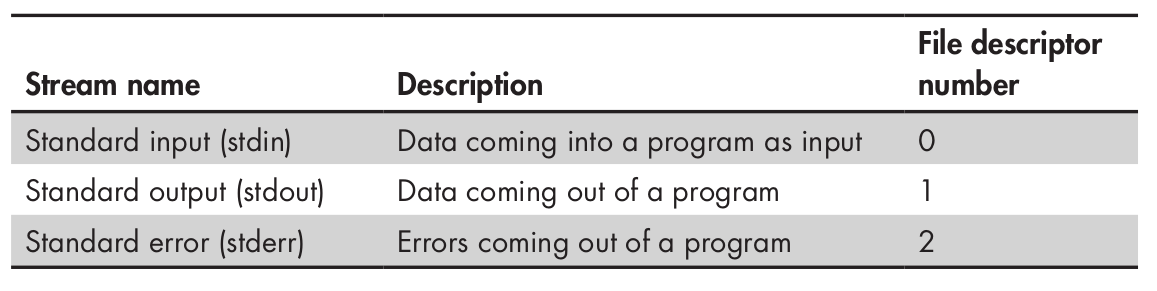 Stream name Description File descriptor
number
Standard input (stdin) Data coming into a program as input 0
Standard output (stdout) Data coming out of a program 1
Standard error (stderr) Errors coming out of a program 2